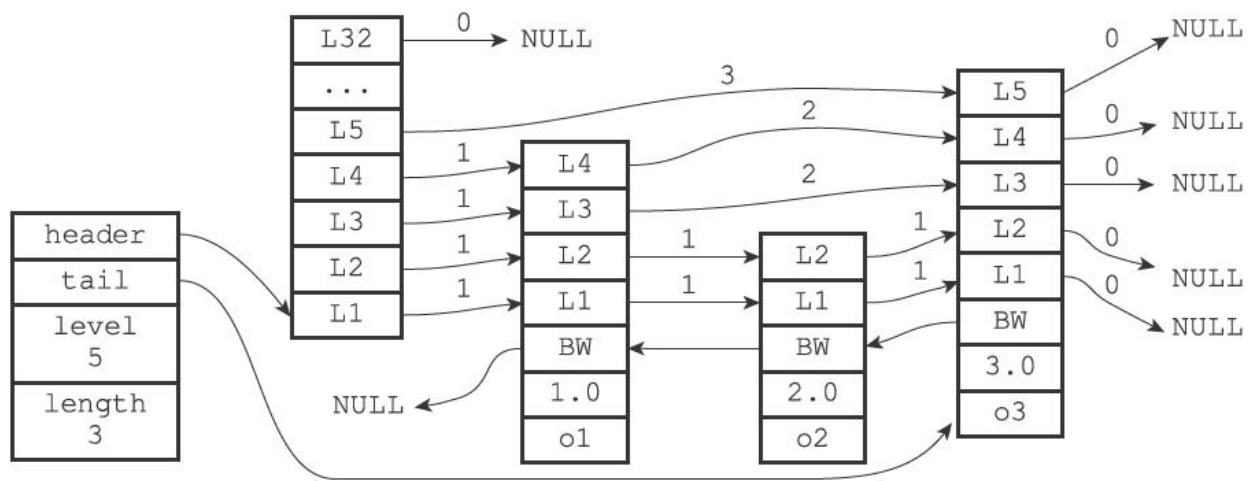 header
tail
level
5
length
3
L32
...
L5
L4
L3
L2
L1
0
NULL
3
1
1
1
1
L4
L3
L2
L1
BW
1.0
o1
NULL
2
2
1
1
L2
L1
BW
2.0
o2
1
1
L5
L4
L3
L2
L1
BW
3.0
o3
0
NULL
0
NULL
0
NULL
0
NULL
0
NULL